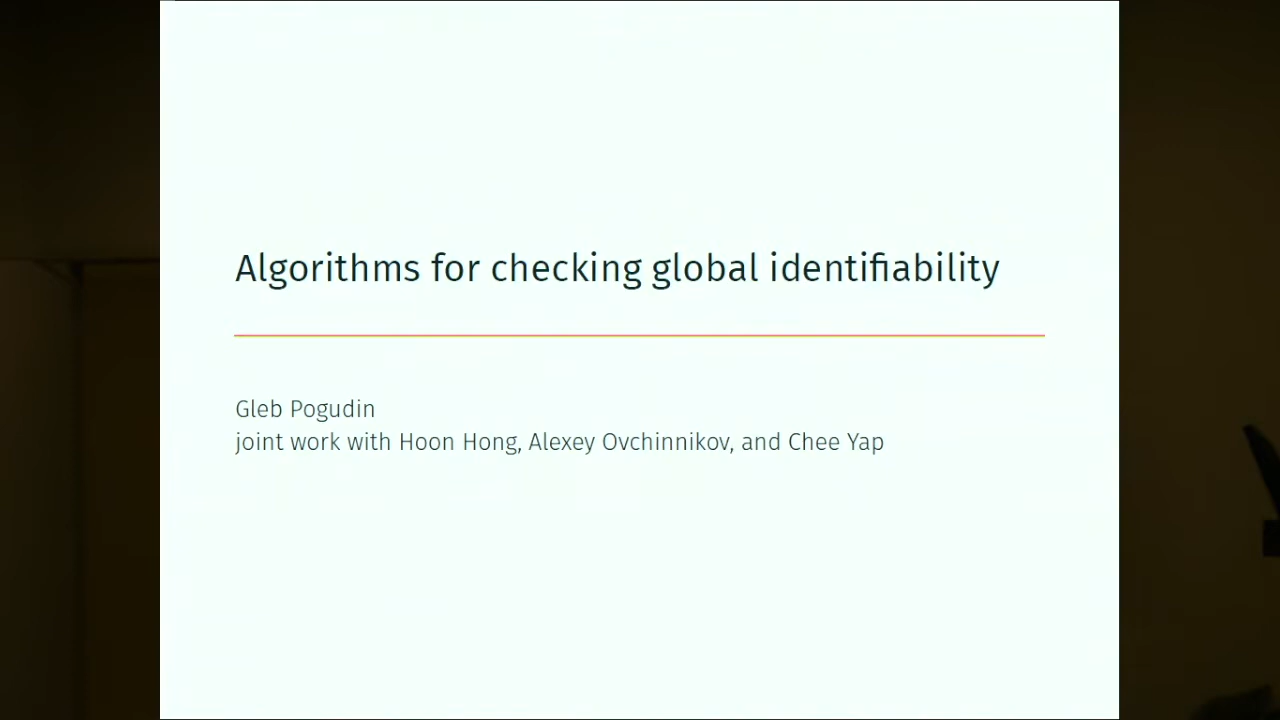 Algorithms for checking global identifiability
Gleb Pogudin
joint work with Hoon Hong, Alexey Ovchinnikov, and Chee Yap